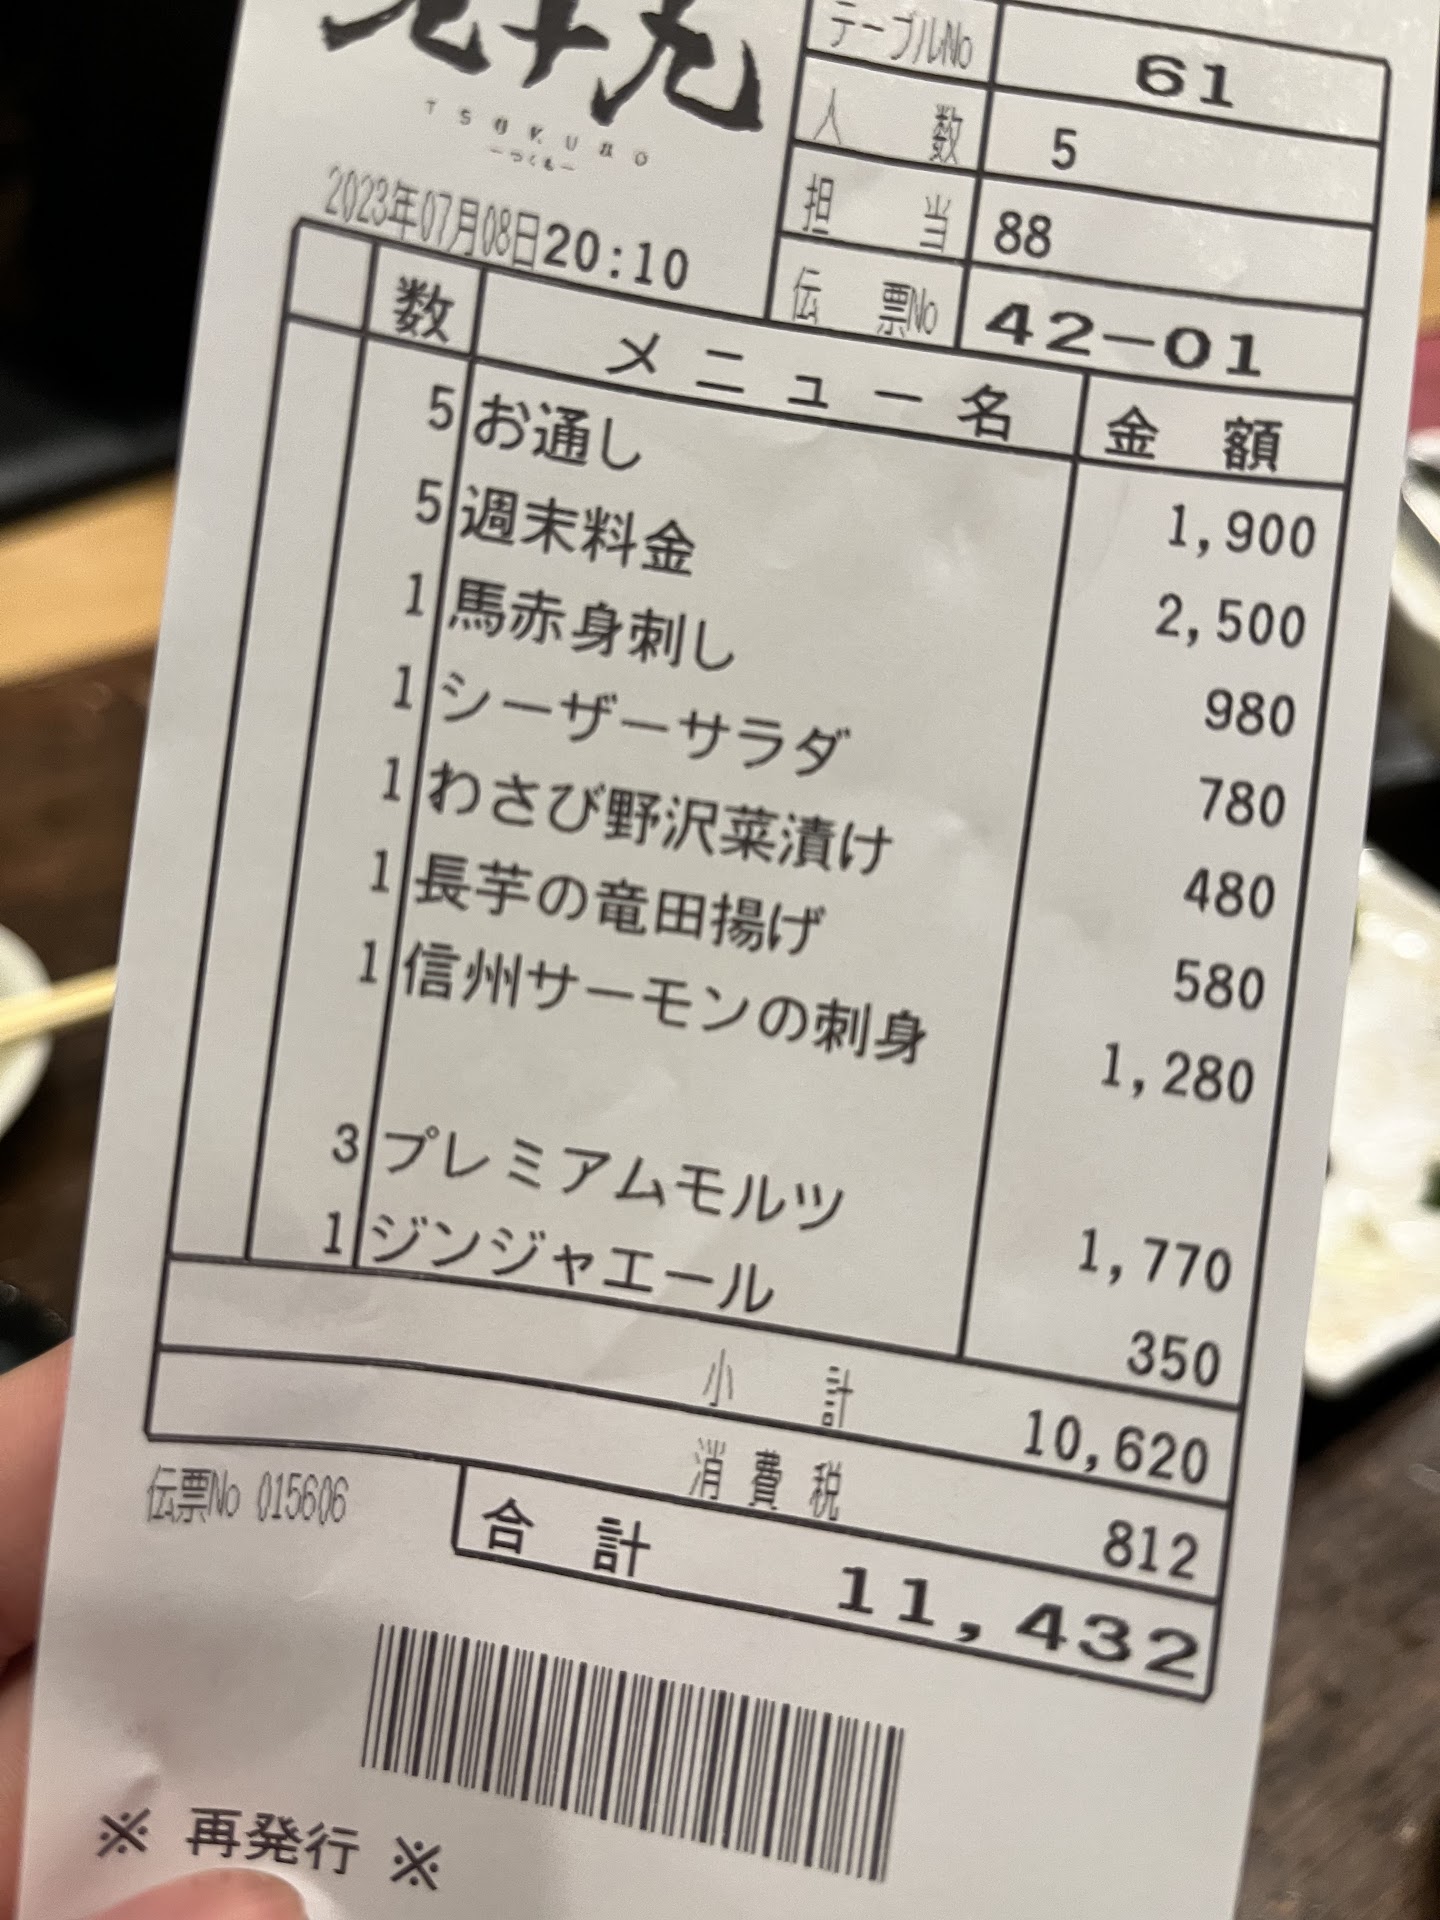 TSUKUMO
ーつくもー
テーブルNo 61
人数 5
担当 88
伝票No 42-01
2023年07月08日20:10
数 メニュー名 金額
5 お通し 1,900
5 週末料金 2,500
1 馬赤身刺し 980
1 シーザーサラダ 780
1 わさび野沢菜漬け 480
1 長芋の竜田揚げ 580
1 信州サーモンの刺身 1,280
3 プレミアムモルツ 1,770
1 ジンジャエール 350
小計 10,620
消費税 812
伝票No 015606
合計 11,432
※ 再発行 ※